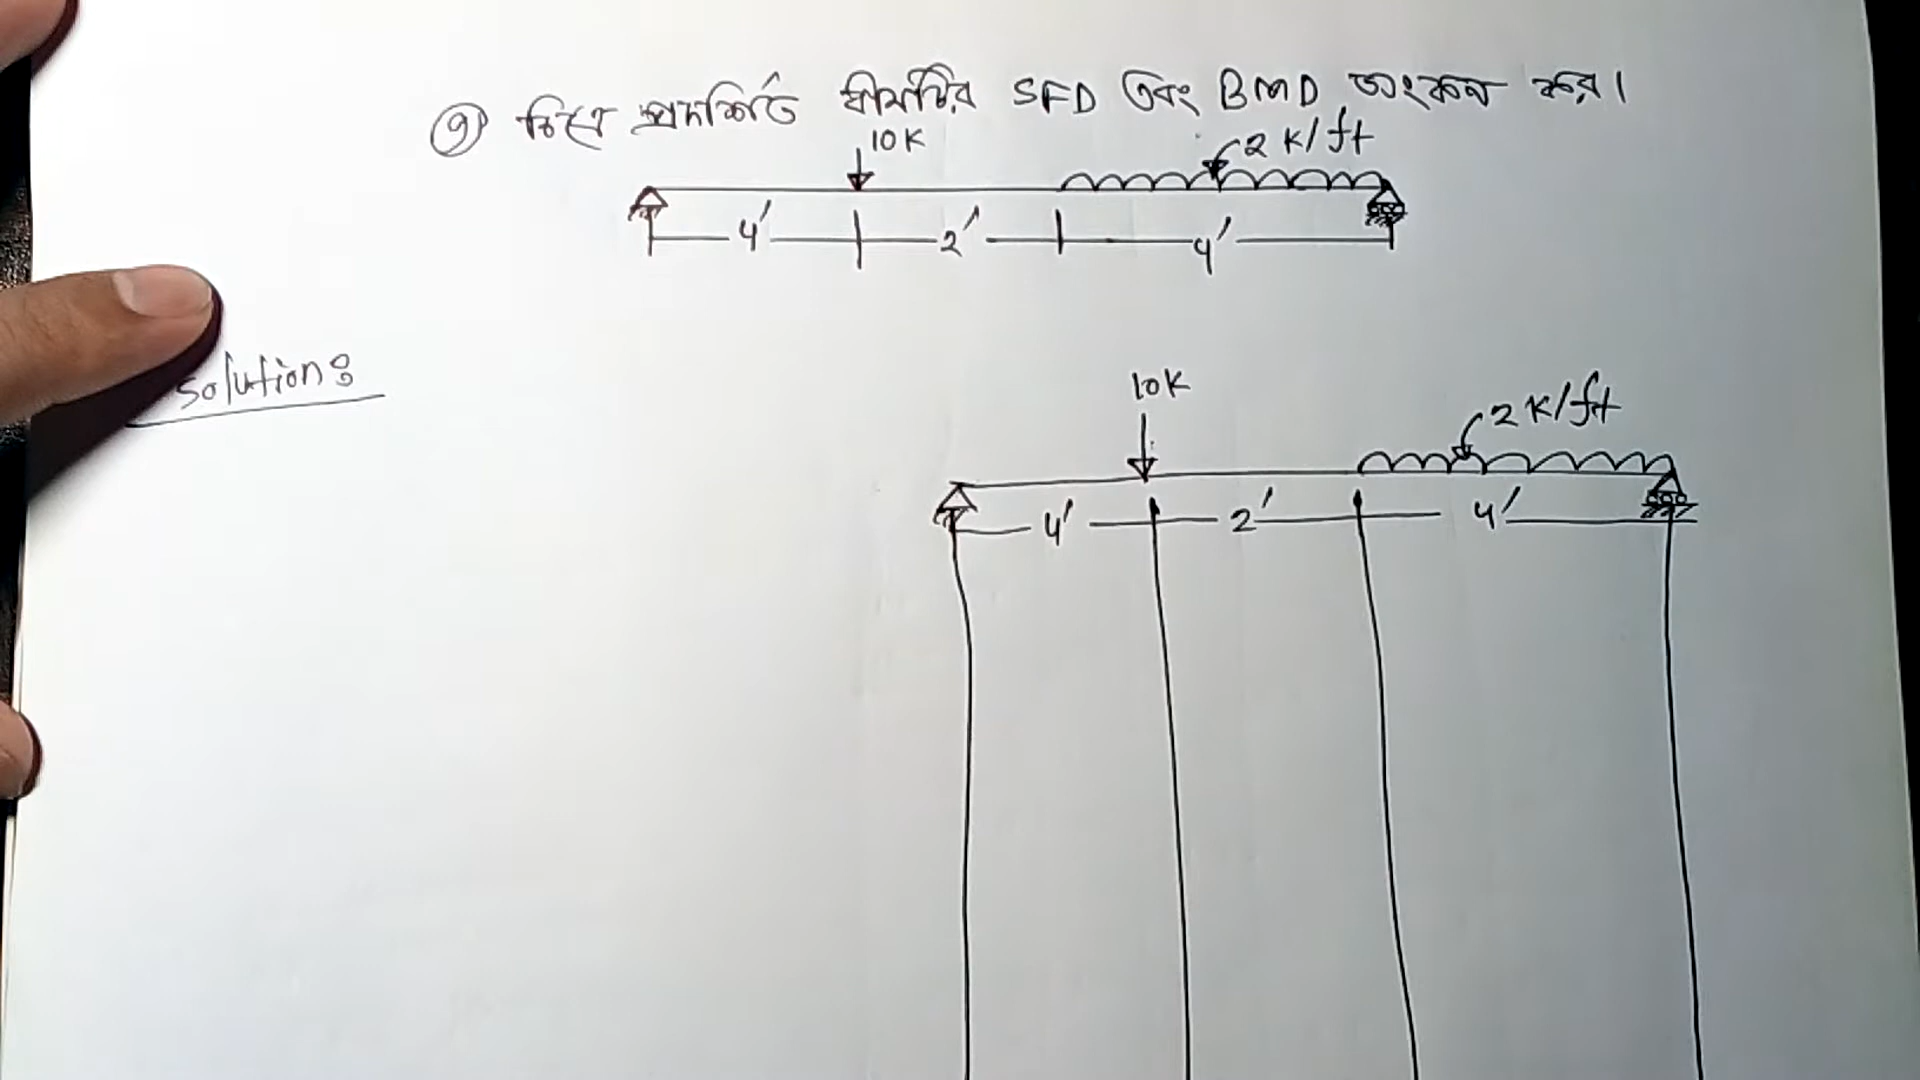 ৩) চিত্রে প্রদর্শিত বীমটির SFD এবং BMD অংকন কর।
10K
2 K/ft
4' 2' 4'
Solution:
10K
2 K/ft
4' 2' 4'